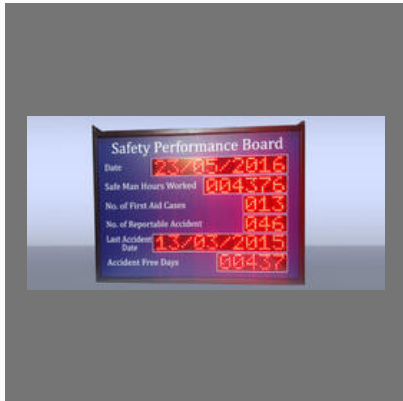 Safety Performance Board
Date 23/05/2016
Safe Man Hours Worked 004376
No. of First Aid Cases 013
No. of Reportable Accident 046
Last Accident Date 13/03/2015
Accident Free Days 00437